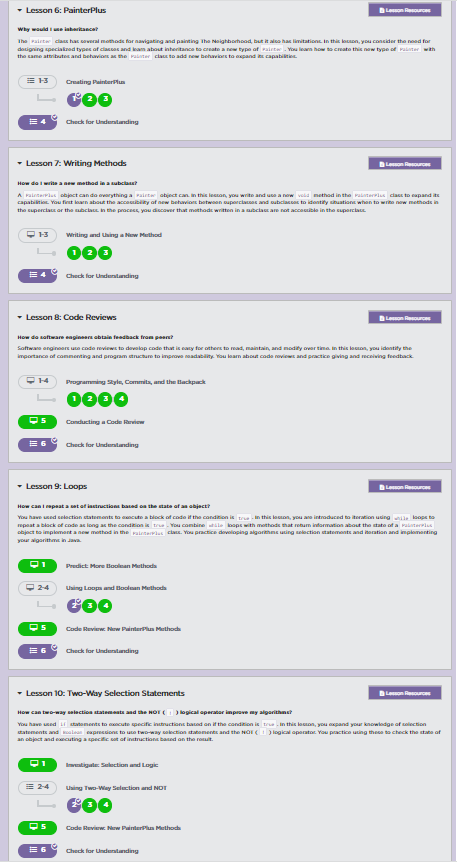 Lesson 6: PainterPlus
Lesson Resources
Why would I use inheritance?
The Painter class has several methods for navigating and painting The Neighborhood, but it also has limitations. In this lesson, you consider the need for
designing specialized types of classes and learn about inheritance to create a new type of Painter . You learn how to create this new type of Painter with
the same attributes and behaviors as the Painter class to add new behaviors to expand its capabilities.
1-3 Creating PainterPlus
1 2 3
4 Check for Understanding
Lesson 7: Writing Methods
Lesson Resources
How do I write a new method in a subclass?
A PainterPlus object can do everything a Painter object can. In this lesson, you write and use a new void method in the PainterPlus class to expand its
capabilities. You first learn about the accessibility of new behaviors between superclasses and subclasses to identify situations when to write new methods in
the superclass or the subclass. In the process, you discover that methods written in a subclass are not accessible in the superclass.
1-3 Writing and Using a New Method
1 2 3
4 Check for Understanding
Lesson 8: Code Reviews
Lesson Resources
How do software engineers obtain feedback from peers?
Software engineers use code reviews to develop code that is easy for others to read, maintain, and modify over time. In this lesson, you identify the
importance of commenting and program structure to improve readability. You learn about code reviews and practice giving and receiving feedback.
1-4 Programming Style, Commits, and the Backpack
1 2 3 4
5 Conducting a Code Review
6 Check for Understanding
Lesson 9: Loops
Lesson Resources
How can I repeat a set of instructions based on the state of an object?
You have used selection statements to execute a block of code if the condition is true . In this lesson, you are introduced to iteration using while loops to
repeat a block of code as long as the condition is true . You combine while loops with methods that return information about the state of a PainterPlus
object to implement a new method in the PainterPlus class. You practice developing algorithms using selection statements and iteration and implementing
your algorithms in Java.
1 Predict: More Boolean Methods
2-4 Using Loops and Boolean Methods
2 3 4
5 Code Review: New PainterPlus Methods
6 Check for Understanding
Lesson 10: Two-Way Selection Statements
Lesson Resources
How can two-way selection statements and the NOT ( ! ) logical operator improve my algorithms?
You have used if statements to execute specific instructions based on if the condition is true . In this lesson, you expand your knowledge of selection
statements and Boolean expressions to use two-way selection statements and the NOT ( ! ) logical operator. You practice using these to check the state of
an object and executing a specific set of instructions based on the result.
1 Investigate: Selection and Logic
2-4 Using Two-Way Selection and NOT
2 3 4
5 Code Review: New PainterPlus Methods
6 Check for Understanding